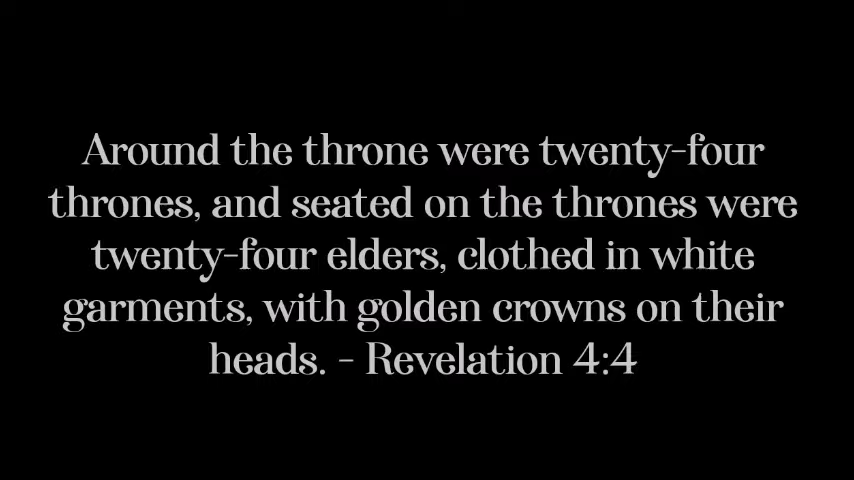 Around the throne were twenty-four
thrones, and seated on the thrones were
twenty-four elders, clothed in white
garments, with golden crowns on their
heads. - Revelation 4:4